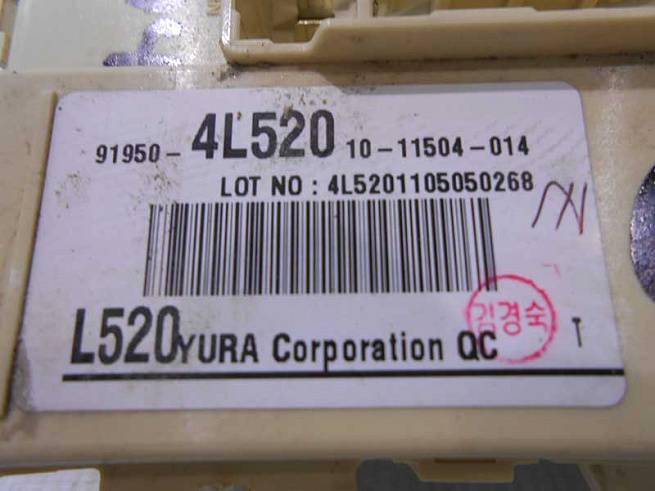 91950- 4L520 10-11504-014
LOT NO : 4L5201105050268
L520 YURA Corporation QC T
김경숙